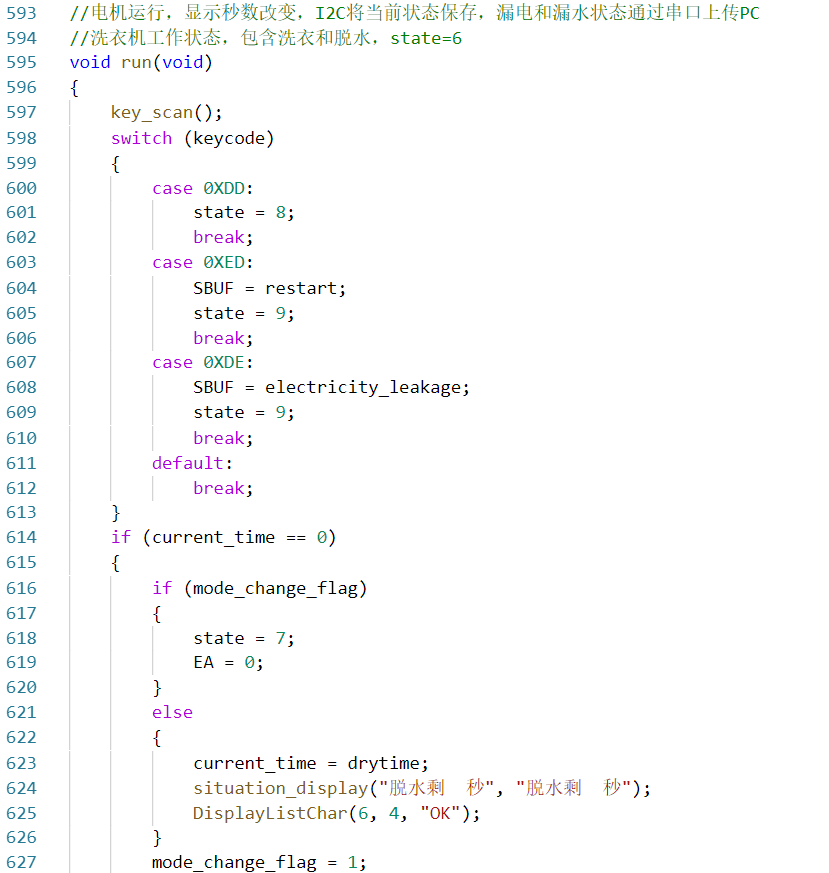 593 //电机运行，显示秒数改变，I2C将当前状态保存，漏电和漏水状态通过串口上传PC
594 //洗衣机工作状态，包含洗衣和脱水，state=6
595 void run(void)
596 {
597 key_scan();
598 switch (keycode)
599 {
600 case 0XDD:
601 state = 8;
602 break;
603 case 0XED:
604 SBUF = restart;
605 state = 9;
606 break;
607 case 0XDE:
608 SBUF = electricity_leakage;
609 state = 9;
610 break;
611 default:
612 break;
613 }
614 if (current_time == 0)
615 {
616 if (mode_change_flag)
617 {
618 state = 7;
619 EA = 0;
620 }
621 else
622 {
623 current_time = drytime;
624 situation_display("脱水剩  秒", "脱水剩  秒");
625 DisplayListChar(6, 4, "OK");
626 }
627 mode_change_flag = 1;